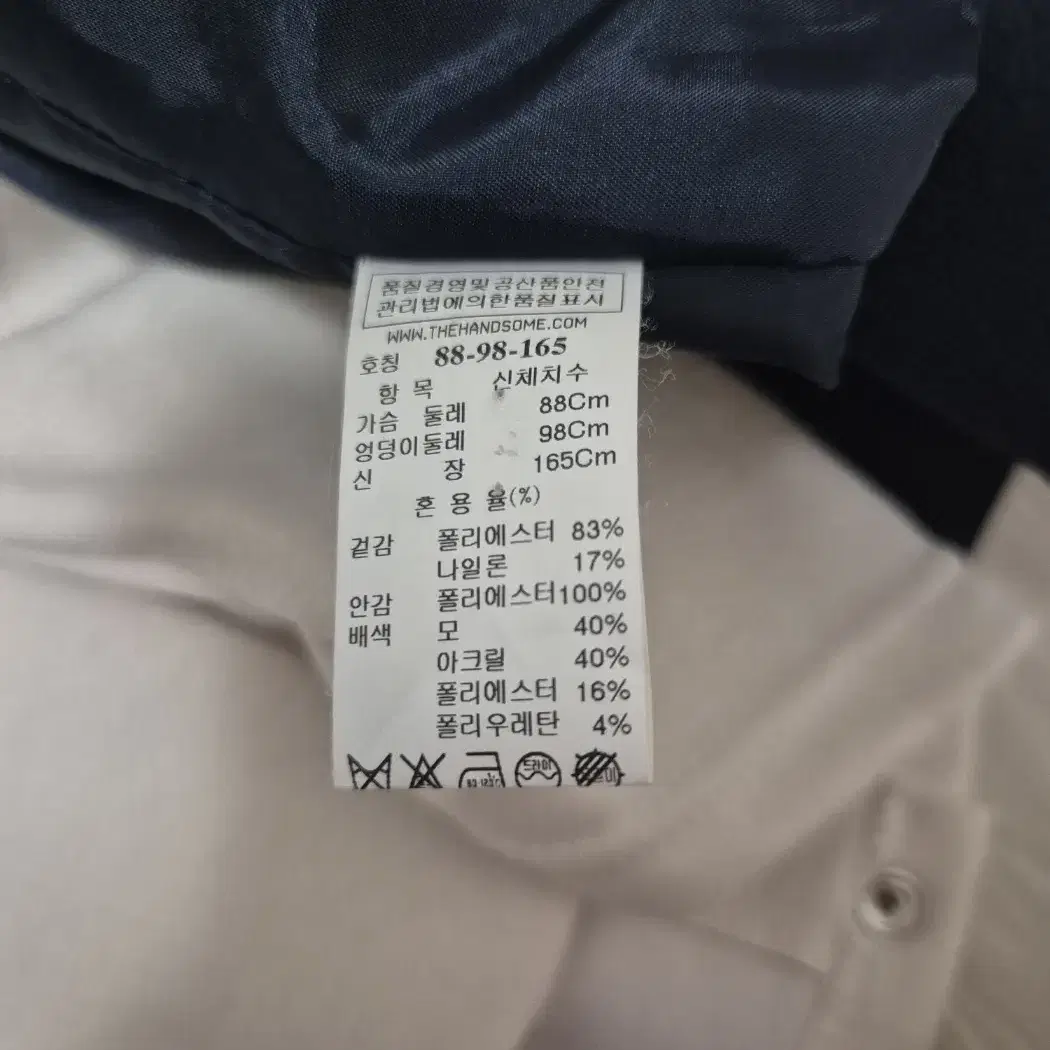 품질경영및 공산품안전
관리법에의한품질표시
WWW.THEHANDSOME.COM
호칭 88-98-165
항 목 신체치수
가슴 둘레 88Cm
엉덩이둘레 98Cm
신 장 165Cm
혼 용 율(%)
겉감 폴리에스터 83%
나일론 17%
안감 폴리에스터 100%
배색 모 40%
아크릴 40%
폴리에스터 16%
폴리우레탄 4%
드라이